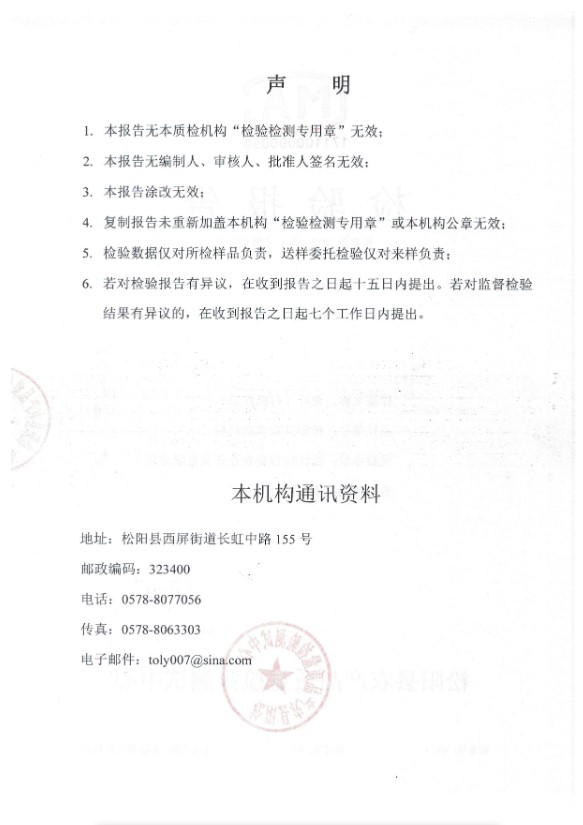 声 明
1. 本报告无本质检机构“检验检测专用章”无效；
2. 本报告无编制人、审核人、批准人签名无效；
3. 本报告涂改无效；
4. 复制报告未重新加盖本机构“检验检测专用章”或本机构公章无效；
5. 检验数据仅对所检样品负责，送样委托检验仅对来样负责；
6. 若对检验报告有异议，在收到报告之日起十五日内提出。若对监督检验
结果有异议的，在收到报告之日起七个工作日内提出。
本机构通讯资料
地址：松阳县西屏街道长虹中路 155 号
邮政编码：323400
电话：0578-8077056
传真：0578-8063303
电子邮件：toly007@sina.com